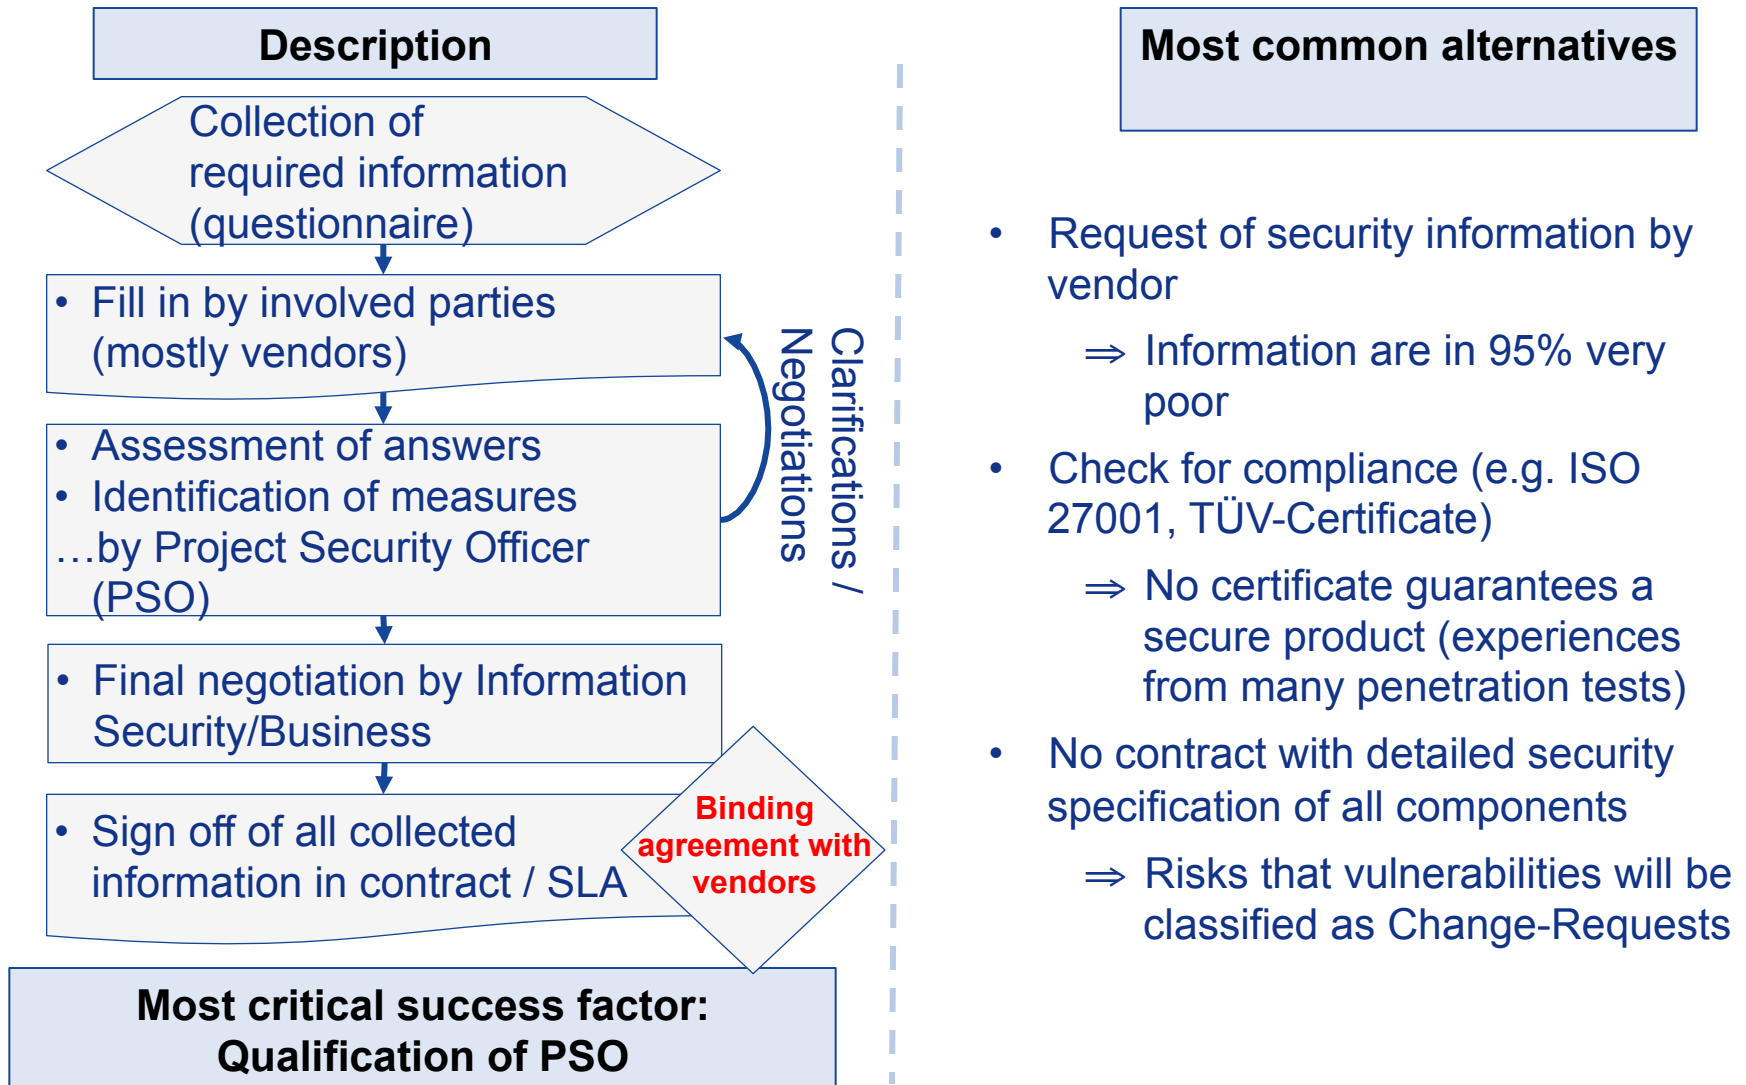 Description
Collection of
required information
(questionnaire)
• Fill in by involved parties
(mostly vendors)
• Assessment of answers
• Identification of measures
…by Project Security Officer
(PSO)
Clarifications /
Negotiations
• Final negotiation by Information
Security/Business
• Sign off of all collected
information in contract / SLA
Binding
agreement with
vendors
Most critical success factor:
Qualification of PSO
Most common alternatives
• Request of security information by
vendor
⇒ Information are in 95% very
poor
• Check for compliance (e.g. ISO
27001, TÜV-Certificate)
⇒ No certificate guarantees a
secure product (experiences
from many penetration tests)
• No contract with detailed security
specification of all components
⇒ Risks that vulnerabilities will be
classified as Change-Requests